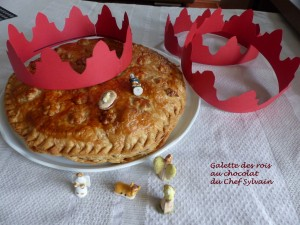 Galette des rois
au chocolat
du Chef Sylvain